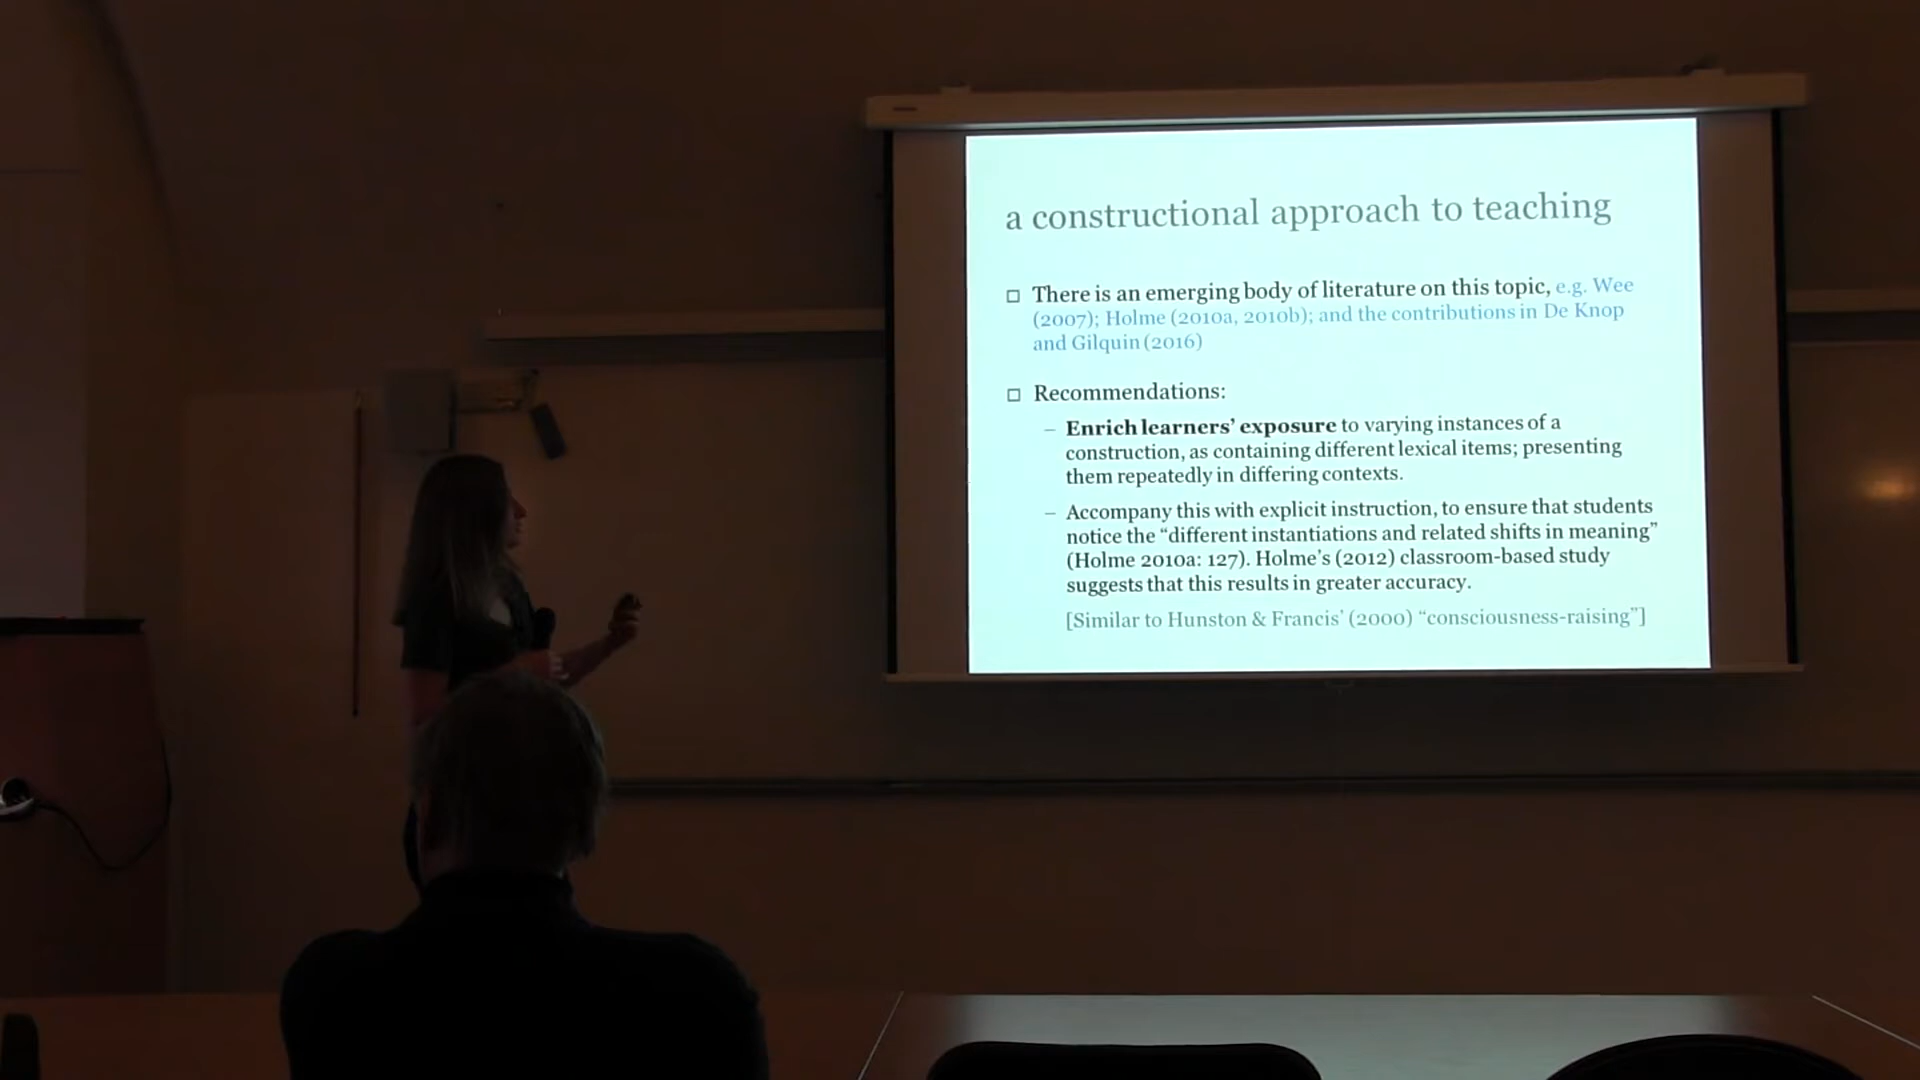 a constructional approach to teaching
□ There is an emerging body of literature on this topic, e.g. Wee
(2007); Holme (2010a, 2010b); and the contributions in De Knop
and Gilquin (2016)
□ Recommendations:
– Enrich learners’ exposure to varying instances of a
construction, as containing different lexical items; presenting
them repeatedly in differing contexts.
– Accompany this with explicit instruction, to ensure that students
notice the “different instantiations and related shifts in meaning”
(Holme 2010a: 127). Holme’s (2012) classroom-based study
suggests that this results in greater accuracy.
[Similar to Hunston & Francis’ (2000) “consciousness-raising”]